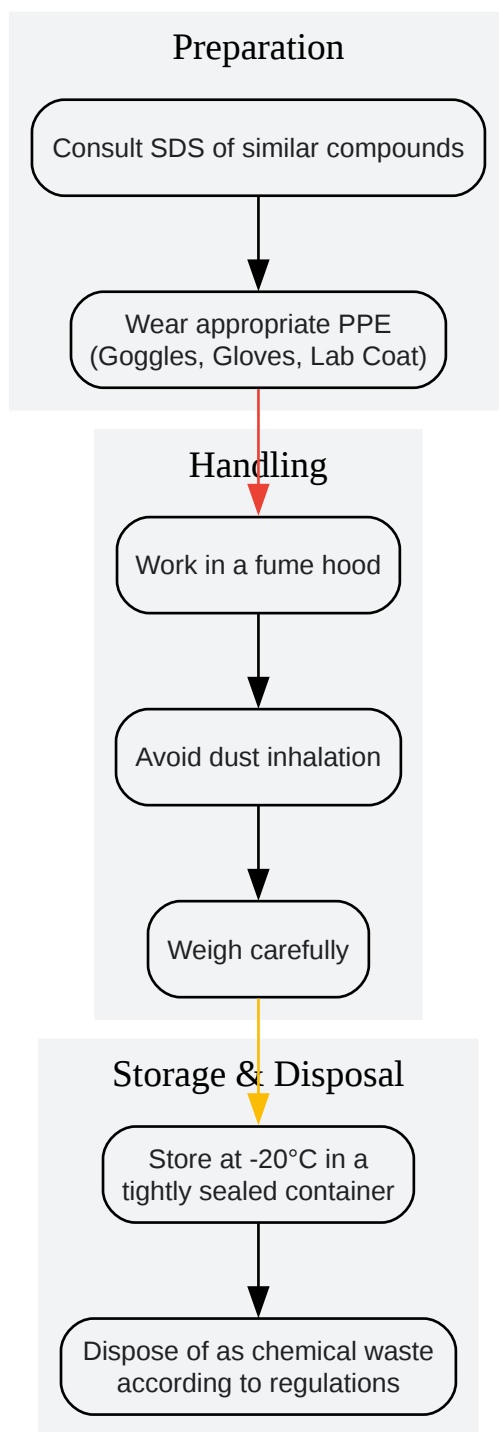 Preparation
Consult SDS of similar compounds
Wear appropriate PPE
(Goggles, Gloves, Lab Coat)
Handling
Work in a fume hood
Avoid dust inhalation
Weigh carefully
Storage & Disposal
Store at -20°C in a
tightly sealed container
Dispose of as chemical waste
according to regulations